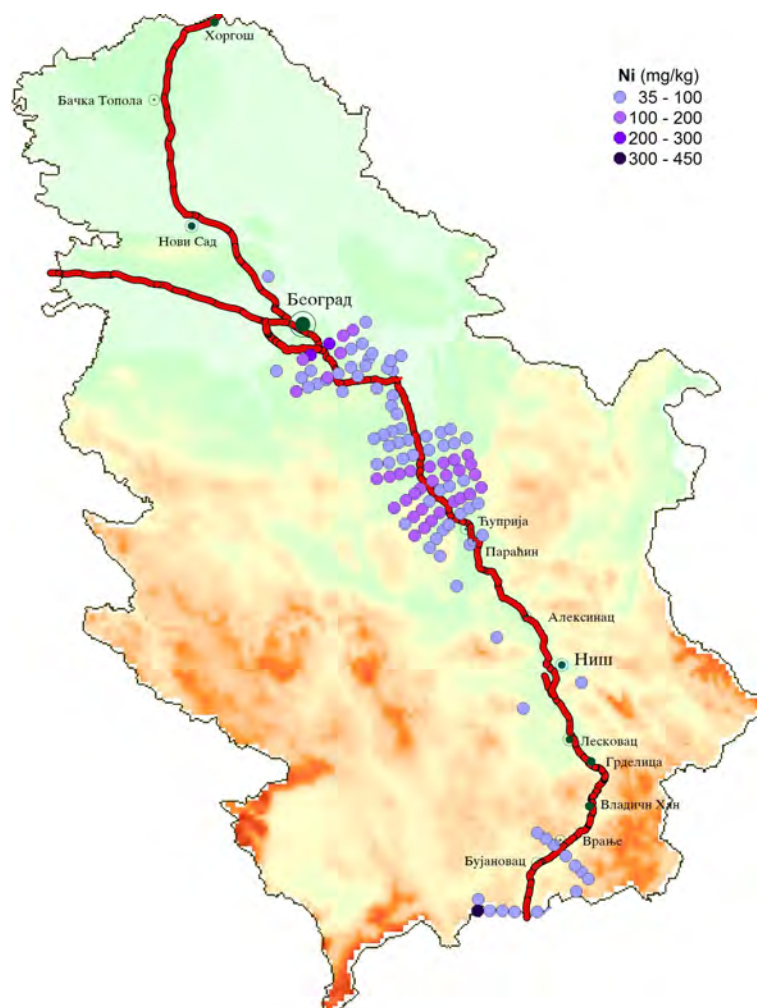 Хоргош
Ni (mg/kg)
35 - 100
100 - 200
200 - 300
300 - 450
Бачка Топола
Нови Сад
Београд
Ћуприја
Параћин
Алексинац
Ниш
Лесковац
Грделица
Владичн Хан
Врање
Бујановац